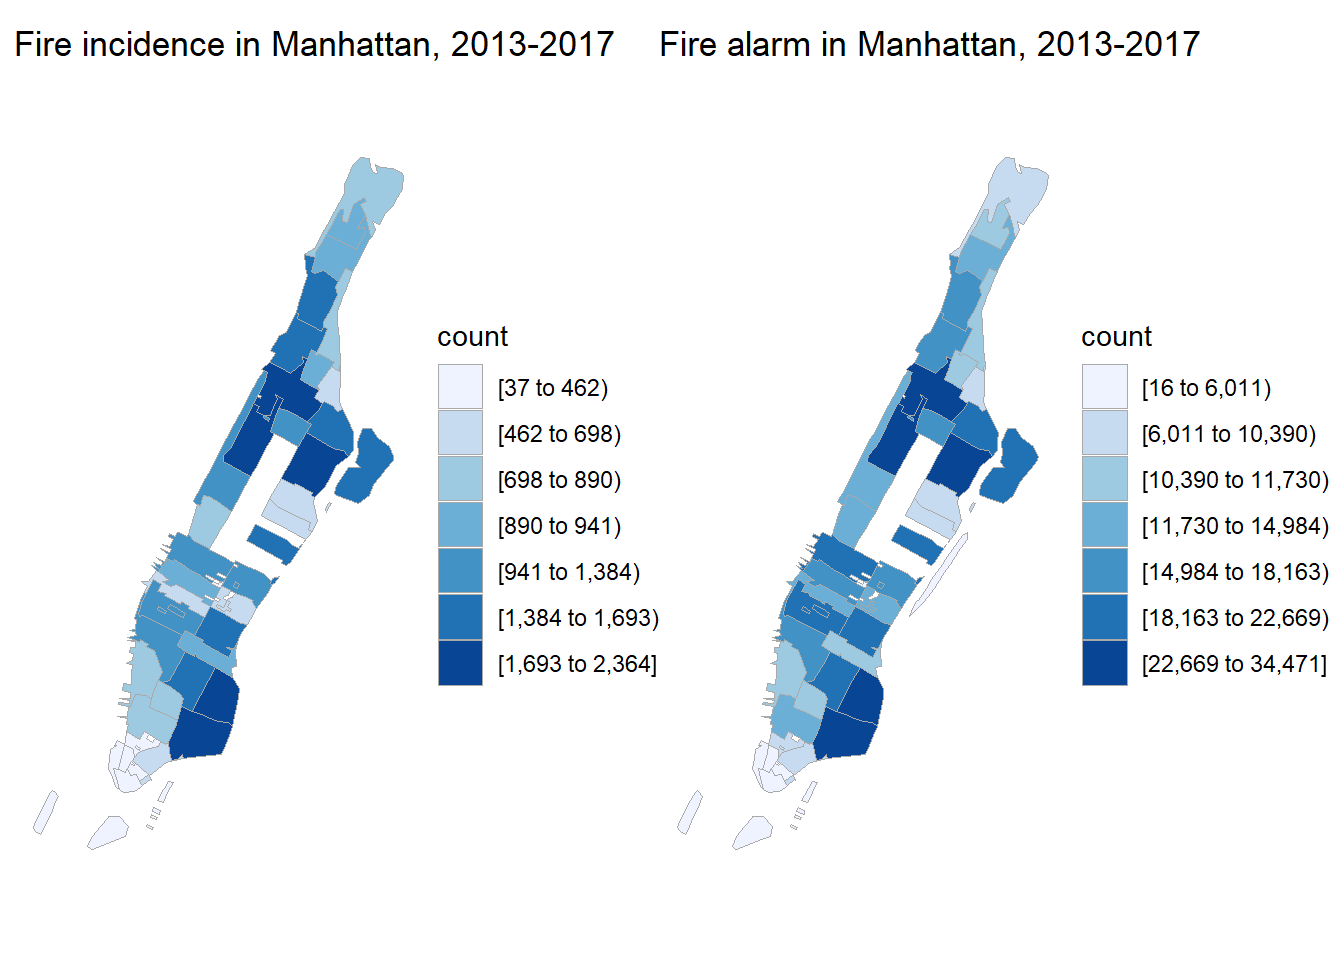 Fire incidence in Manhattan, 2013-2017
count
[37 to 462)
[462 to 698)
[698 to 890)
[890 to 941)
[941 to 1,384)
[1,384 to 1,693)
[1,693 to 2,364]
Fire alarm in Manhattan, 2013-2017
count
[16 to 6,011)
[6,011 to 10,390)
[10,390 to 11,730)
[11,730 to 14,984)
[14,984 to 18,163)
[18,163 to 22,669)
[22,669 to 34,471]